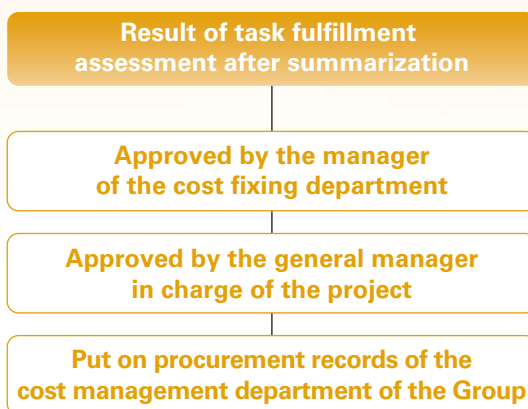 Result of task fulfillment
assessment after summarization
Approved by the manager
of the cost fixing department
Approved by the general manager
in charge of the project
Put on procurement records of the
cost management department of the Group